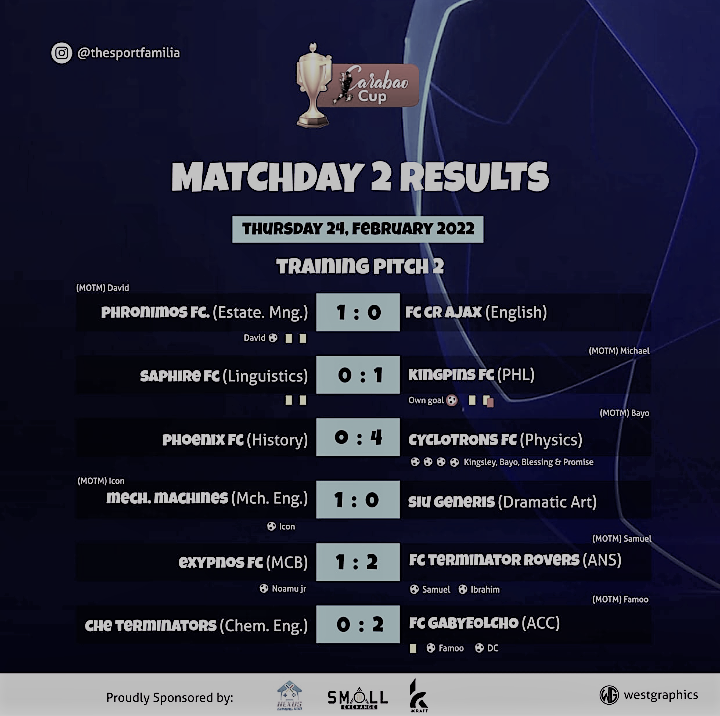 @thesportfamilia
Carabao
Cup
MATCHDAY 2 RESULTS
THURSDAY 24, FEBRUARY 2022
TRAINING PITCH 2
(MOTM) David
PHRONIMOS FC. (Estate. Mng.) 1 : 0 FC CR AJAX (English)
David
(MOTM) Michael
SAPHIRE FC (Linguistics) 0 : 1 KINGPINS FC (PHL)
Own goal
(MOTM) Bayo
PHOENIX FC (History) 0 : 4 CYCLOTRONS FC (Physics)
Kingsley, Bayo, Blessing & Promise
(MOTM) Icon
MECH. MACHINES (Mch. Eng.) 1 : 0 SIU GENERIS (Dramatic Art)
Icon
(MOTM) Samuel
EXYPNOS FC (MCB) 1 : 2 FC TERMINATOR ROVERS (ANS)
Noamu jr Samuel Ibrahim
(MOTM) Famoo
CHE TERMINATORS (Chem. Eng.) 0 : 2 FC GABYEOLCHO (ACC)
Famoo DC
Proudly Sponsored by: SMALL EXCHANGE KRAFT WG westgraphics